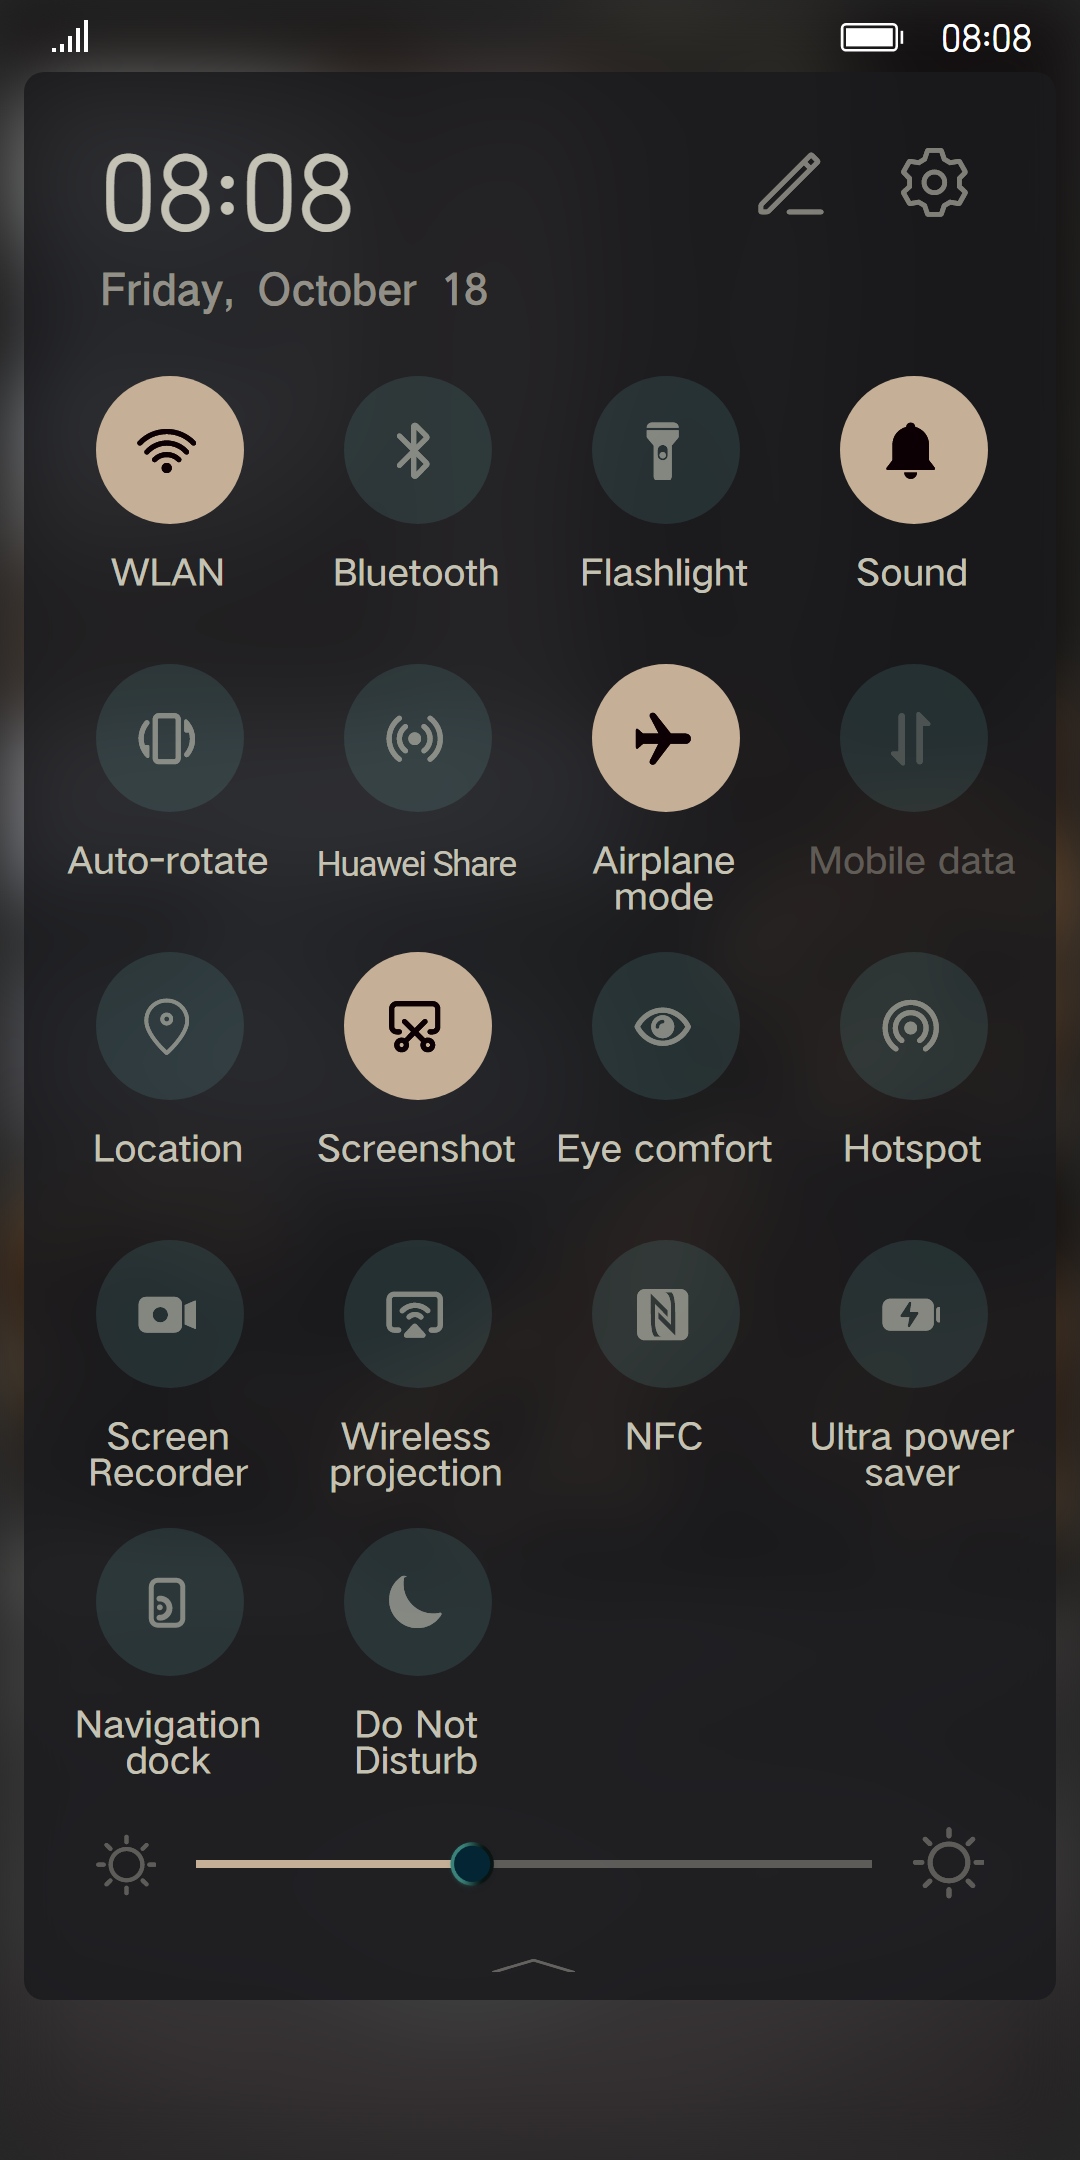 08:08
08:08
Friday, October 18
WLAN
Bluetooth
Flashlight
Sound
Auto-rotate
Huawei Share
Airplane
mode
Mobile data
Location
Screenshot
Eye comfort
Hotspot
Screen
Recorder
Wireless
projection
NFC
Ultra power
saver
Navigation
dock
Do Not
Disturb